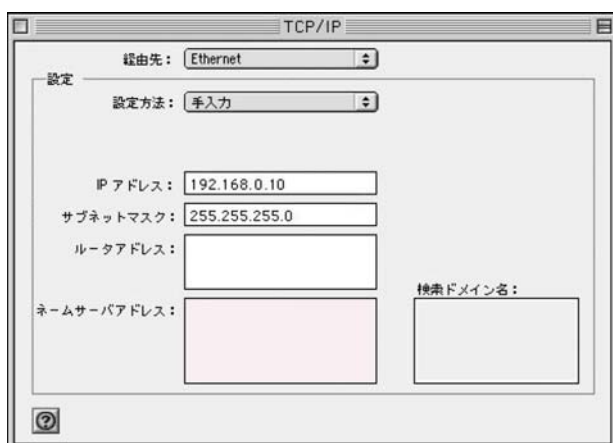 TCP/IP
経由先： Ethernet
設定
設定方法： 手入力
IP アドレス： 192.168.0.10
サブネットマスク： 255.255.255.0
ルータアドレス：
検索ドメイン名：
ネームサーバアドレス：
?